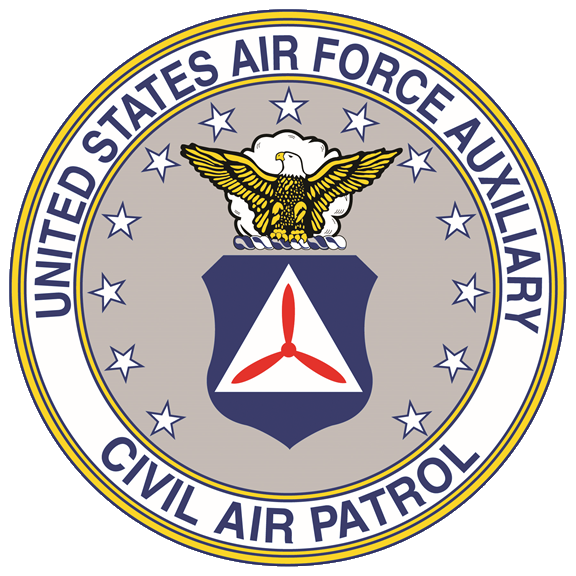 UNITED STATES AIR FORCE AUXILIARY
CIVIL AIR PATROL